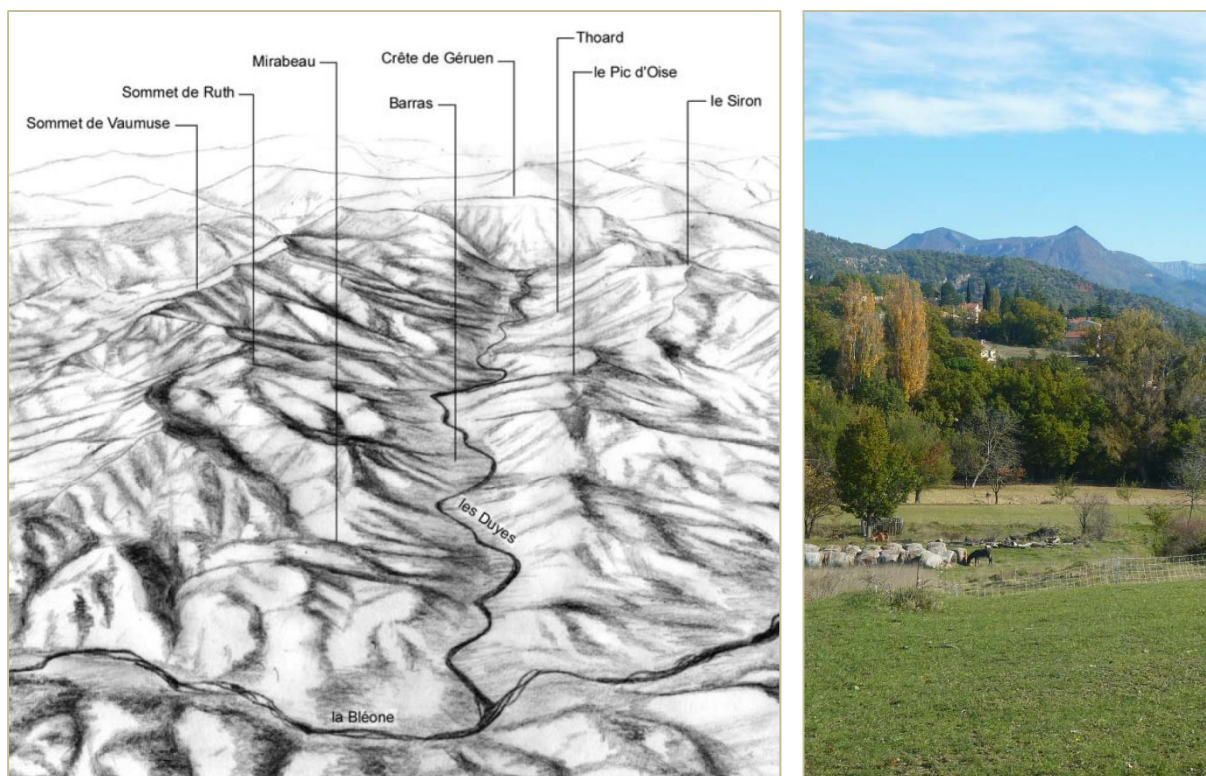 Thoard
Crête de Géruen
Mirabeau
le Pic d'Oise
Sommet de Ruth
Barras
le Siron
Sommet de Vaumuse
les Duyes
la Bléone